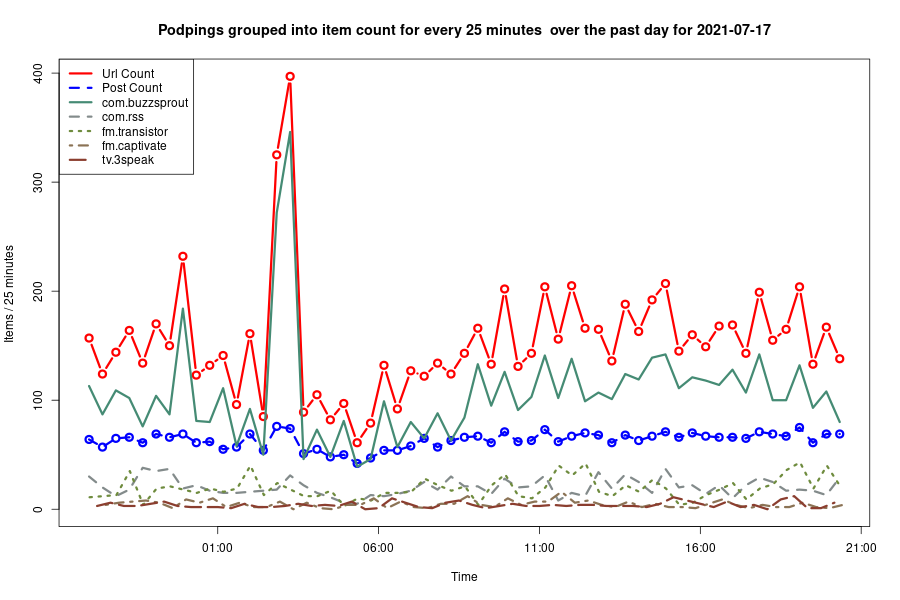 Podpings grouped into item count for every 25 minutes  over the past day for 2021-07-17
Url Count
Post Count
com.buzzsprout
com.rss
fm.transistor
fm.captivate
tv.3speak
400
300
200
100
0
Items / 25 minutes
01:00
06:00
11:00
16:00
21:00
Time